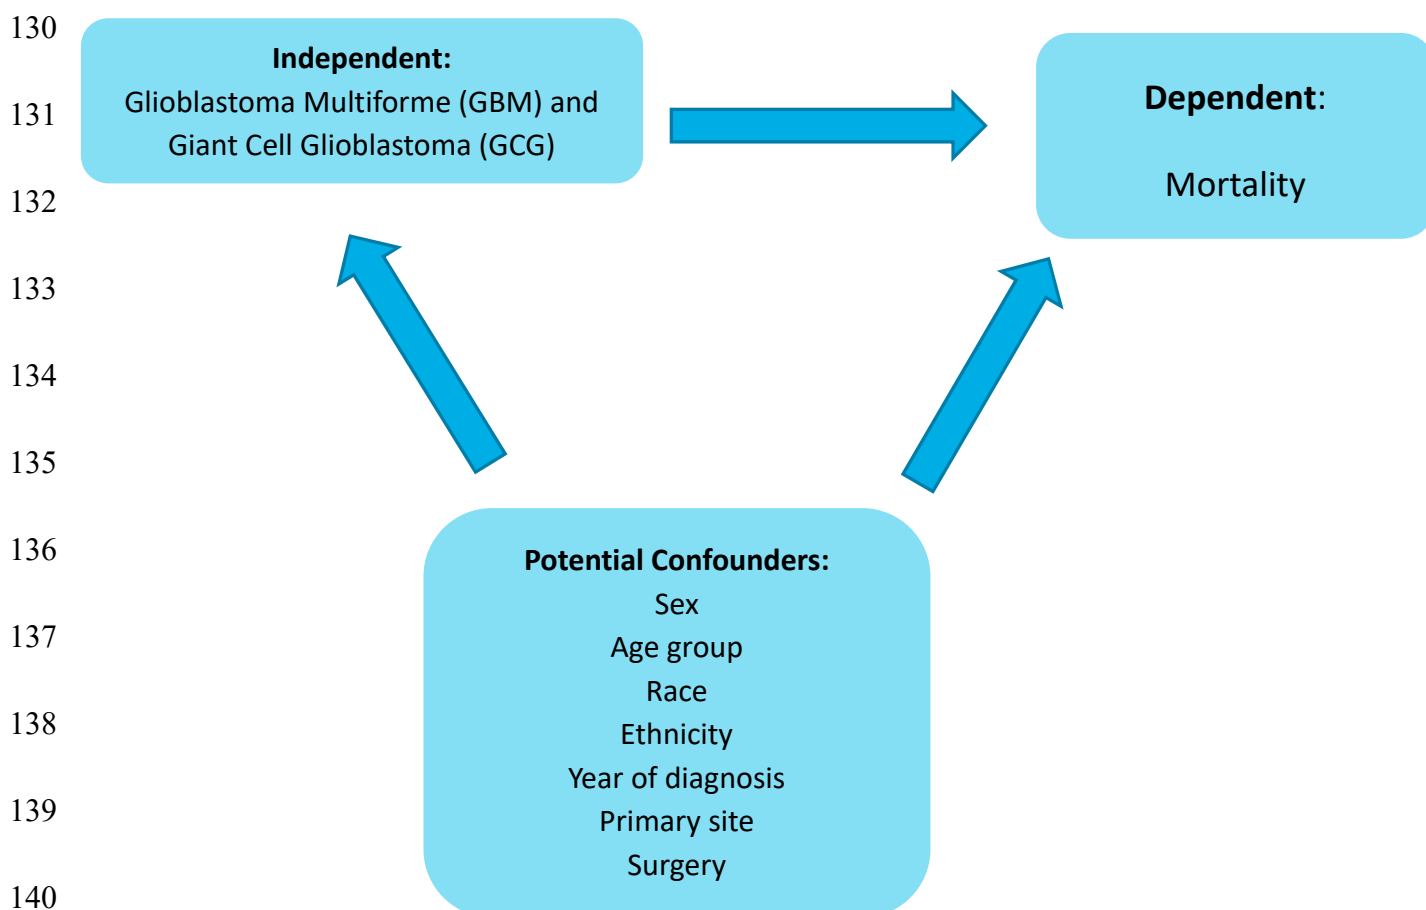 130
Independent:
Glioblastoma Multiforme (GBM) and
131
Giant Cell Glioblastoma (GCG)
Dependent:
Mortality
132
133
134
135
136
Potential Confounders:
Sex
137
Age group
Race
138
Ethnicity
Year of diagnosis
139
Primary site
Surgery
140